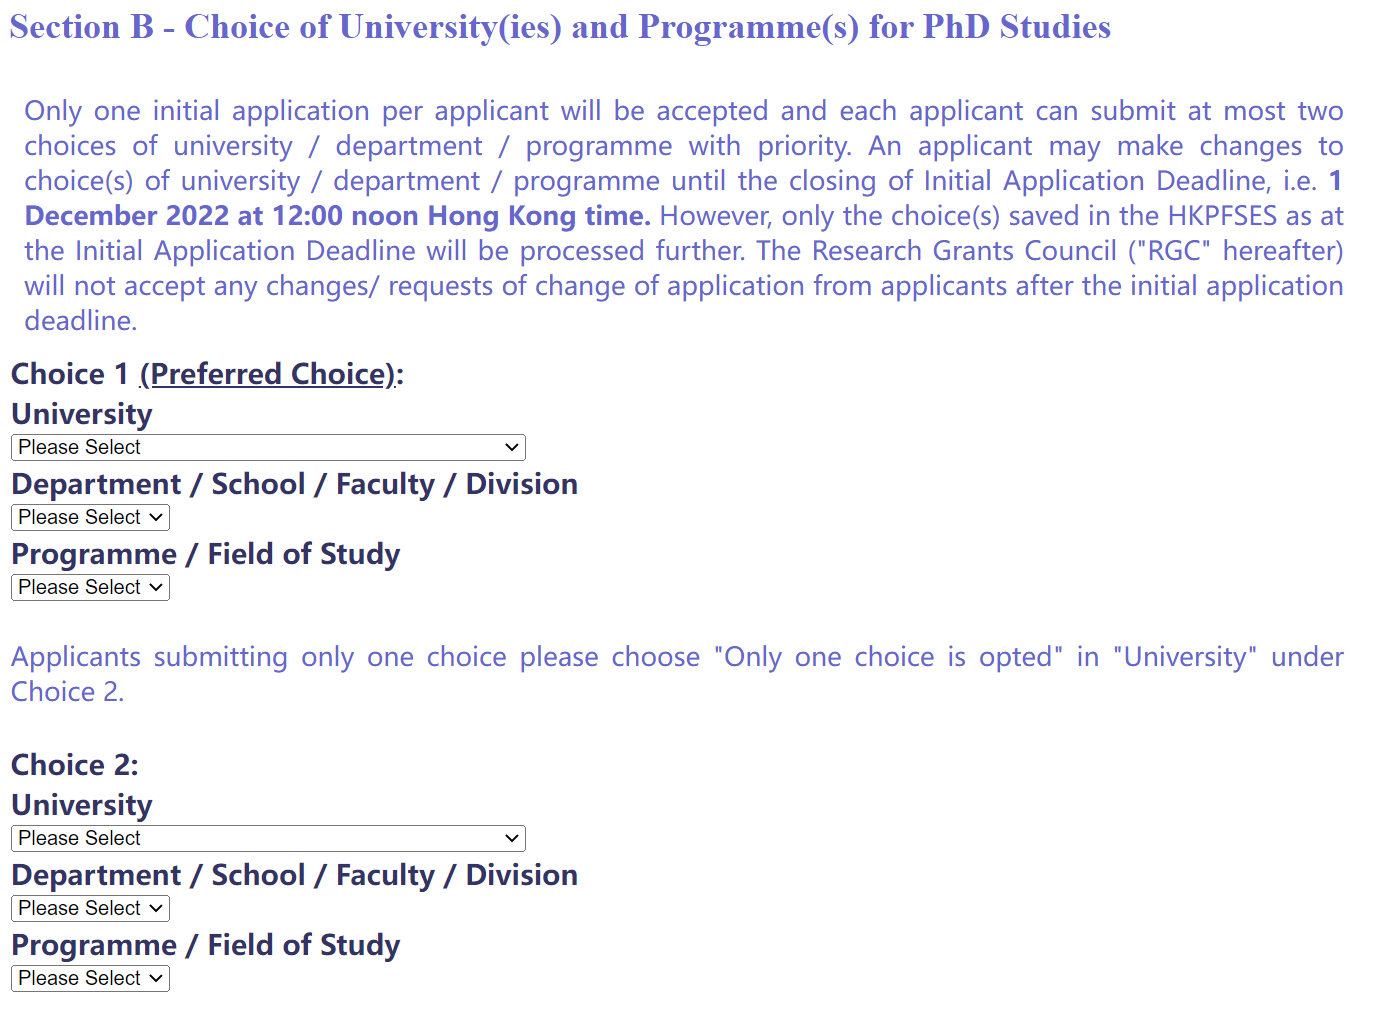 Section B - Choice of University(ies) and Programme(s) for PhD Studies
Only one initial application per applicant will be accepted and each applicant can submit at most two
choices of university / department / programme with priority. An applicant may make changes to
choice(s) of university / department / programme until the closing of Initial Application Deadline, i.e. 1
December 2022 at 12:00 noon Hong Kong time. However, only the choice(s) saved in the HKPFSES as at
the Initial Application Deadline will be processed further. The Research Grants Council ("RGC" hereafter)
will not accept any changes/ requests of change of application from applicants after the initial application
deadline.
Choice 1 (Preferred Choice):
University
Please Select
Department / School / Faculty / Division
Please Select
Programme / Field of Study
Please Select
Applicants submitting only one choice please choose "Only one choice is opted" in "University" under
Choice 2.
Choice 2:
University
Please Select
Department / School / Faculty / Division
Please Select
Programme / Field of Study
Please Select